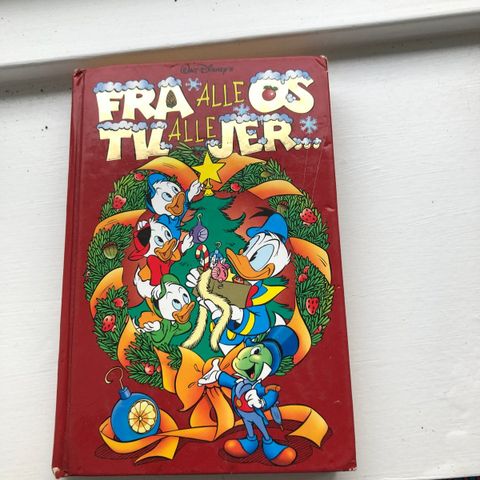 WALT DISNEY'S
FRA ALLE OS
TIL ALLE JER...